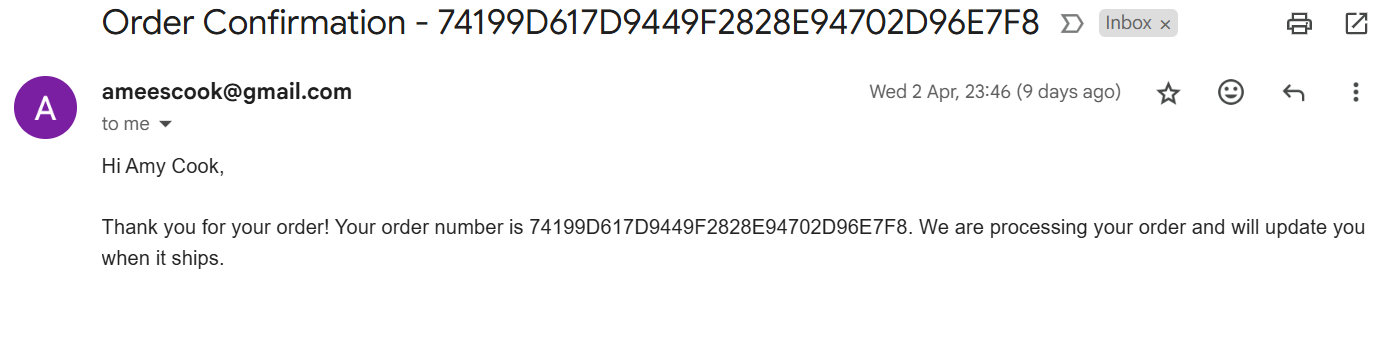 Order Confirmation - 74199D617D9449F2828E94702D96E7F8 Inbox ×
A
ameescook@gmail.com Wed 2 Apr, 23:46 (9 days ago)
to me
Hi Amy Cook,
Thank you for your order! Your order number is 74199D617D9449F2828E94702D96E7F8. We are processing your order and will update you
when it ships.